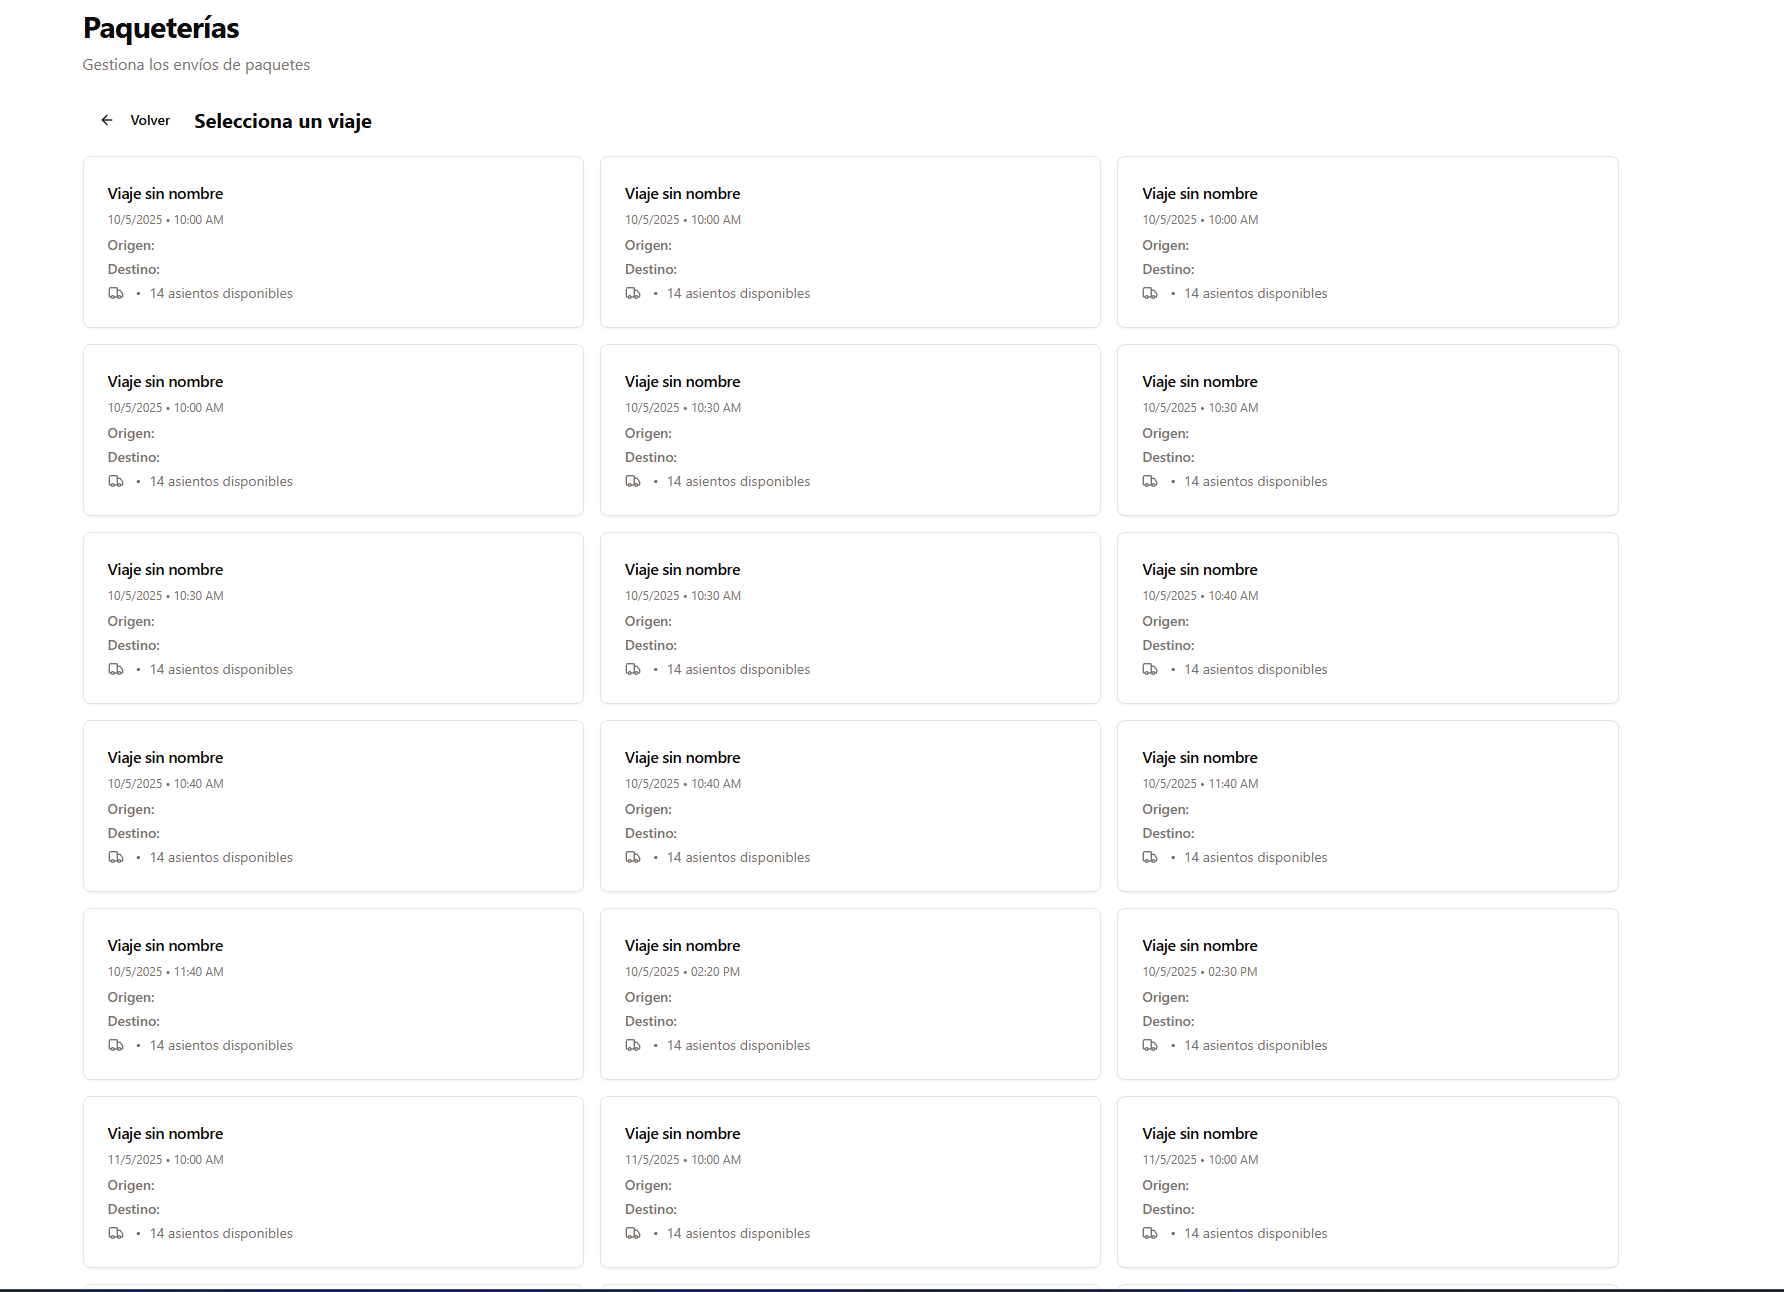 Paqueterías
Gestiona los envíos de paquetes
Volver
Selecciona un viaje
Viaje sin nombre
10/5/2025 • 10:00 AM
Origen:
Destino:
• 14 asientos disponibles
Viaje sin nombre
10/5/2025 • 10:00 AM
Origen:
Destino:
• 14 asientos disponibles
Viaje sin nombre
10/5/2025 • 10:00 AM
Origen:
Destino:
• 14 asientos disponibles
Viaje sin nombre
10/5/2025 • 10:00 AM
Origen:
Destino:
• 14 asientos disponibles
Viaje sin nombre
10/5/2025 • 10:30 AM
Origen:
Destino:
• 14 asientos disponibles
Viaje sin nombre
10/5/2025 • 10:30 AM
Origen:
Destino:
• 14 asientos disponibles
Viaje sin nombre
10/5/2025 • 10:30 AM
Origen:
Destino:
• 14 asientos disponibles
Viaje sin nombre
10/5/2025 • 10:30 AM
Origen:
Destino:
• 14 asientos disponibles
Viaje sin nombre
10/5/2025 • 10:40 AM
Origen:
Destino:
• 14 asientos disponibles
Viaje sin nombre
10/5/2025 • 10:40 AM
Origen:
Destino:
• 14 asientos disponibles
Viaje sin nombre
10/5/2025 • 10:40 AM
Origen:
Destino:
• 14 asientos disponibles
Viaje sin nombre
10/5/2025 • 11:40 AM
Origen:
Destino:
• 14 asientos disponibles
Viaje sin nombre
10/5/2025 • 11:40 AM
Origen:
Destino:
• 14 asientos disponibles
Viaje sin nombre
10/5/2025 • 02:20 PM
Origen:
Destino:
• 14 asientos disponibles
Viaje sin nombre
10/5/2025 • 02:30 PM
Origen:
Destino:
• 14 asientos disponibles
Viaje sin nombre
11/5/2025 • 10:00 AM
Origen:
Destino:
• 14 asientos disponibles
Viaje sin nombre
11/5/2025 • 10:00 AM
Origen:
Destino:
• 14 asientos disponibles
Viaje sin nombre
11/5/2025 • 10:00 AM
Origen:
Destino:
• 14 asientos disponibles